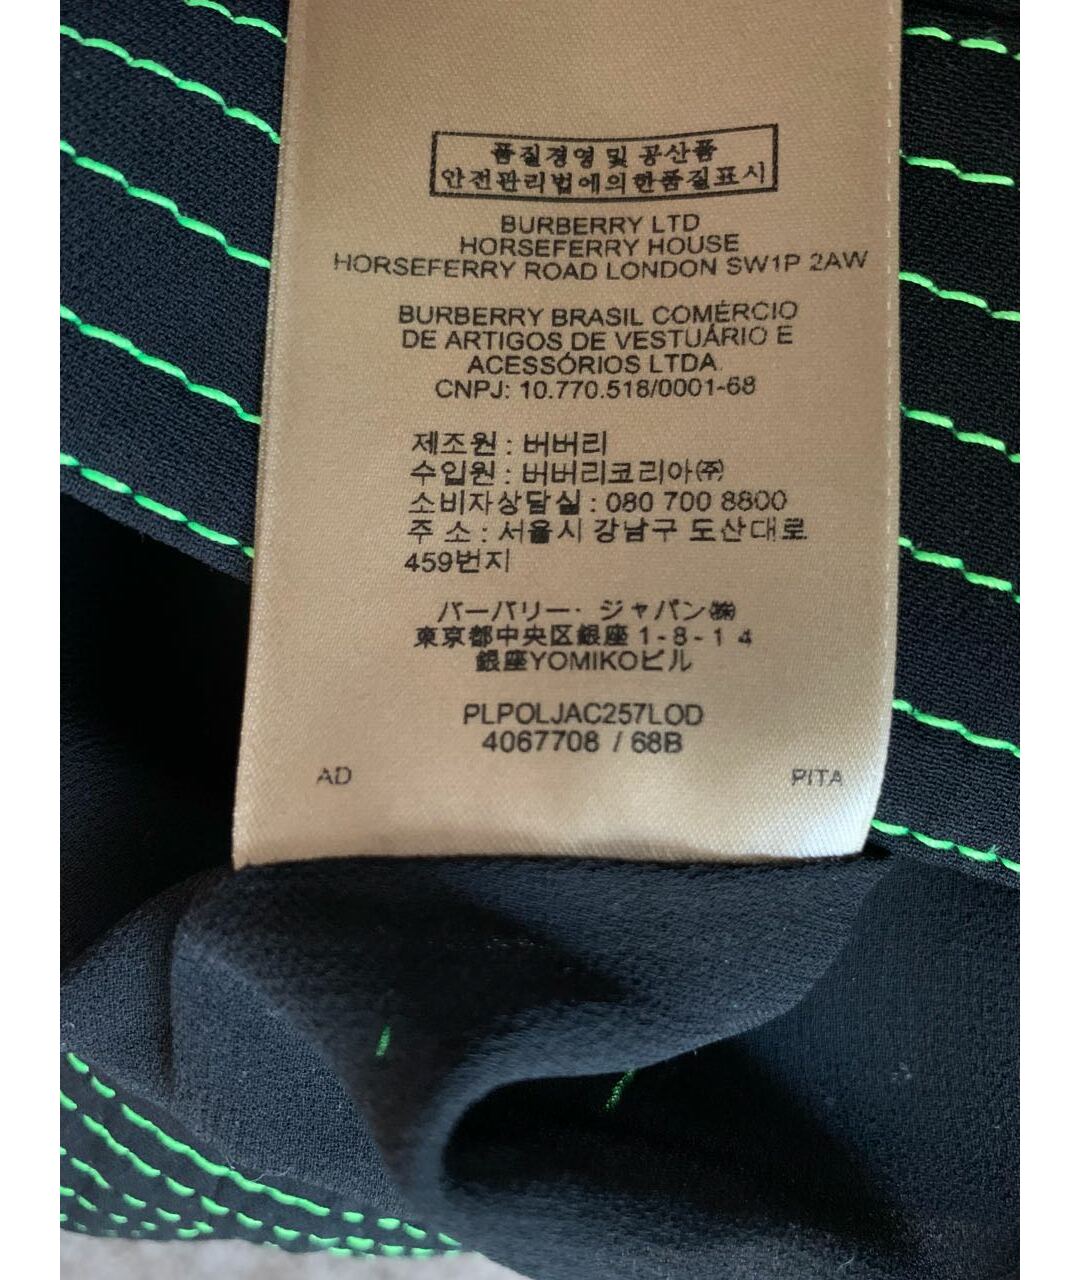 품질경영 및 공산품
안전관리법에의한품질표시
BURBERRY LTD
HORSEFERRY HOUSE
HORSEFERRY ROAD LONDON SW1P 2AW
BURBERRY BRASIL COMÉRCIO
DE ARTIGOS DE VESTUÁRIO E
ACESSÓRIOS LTDA.
CNPJ: 10.770.518/0001-68
제조원 : 버버리
수입원 : 버버리코리아㈜
소비자상담실 : 080 700 8800
주 소 : 서울시 강남구 도산대로
459번지
バーバリー・ジャパン㈱
東京都中央区銀座 1-8-1 4
銀座YOMIKOビル
PLPOLJAC257LOD
4067708 / 68B
AD
PITA